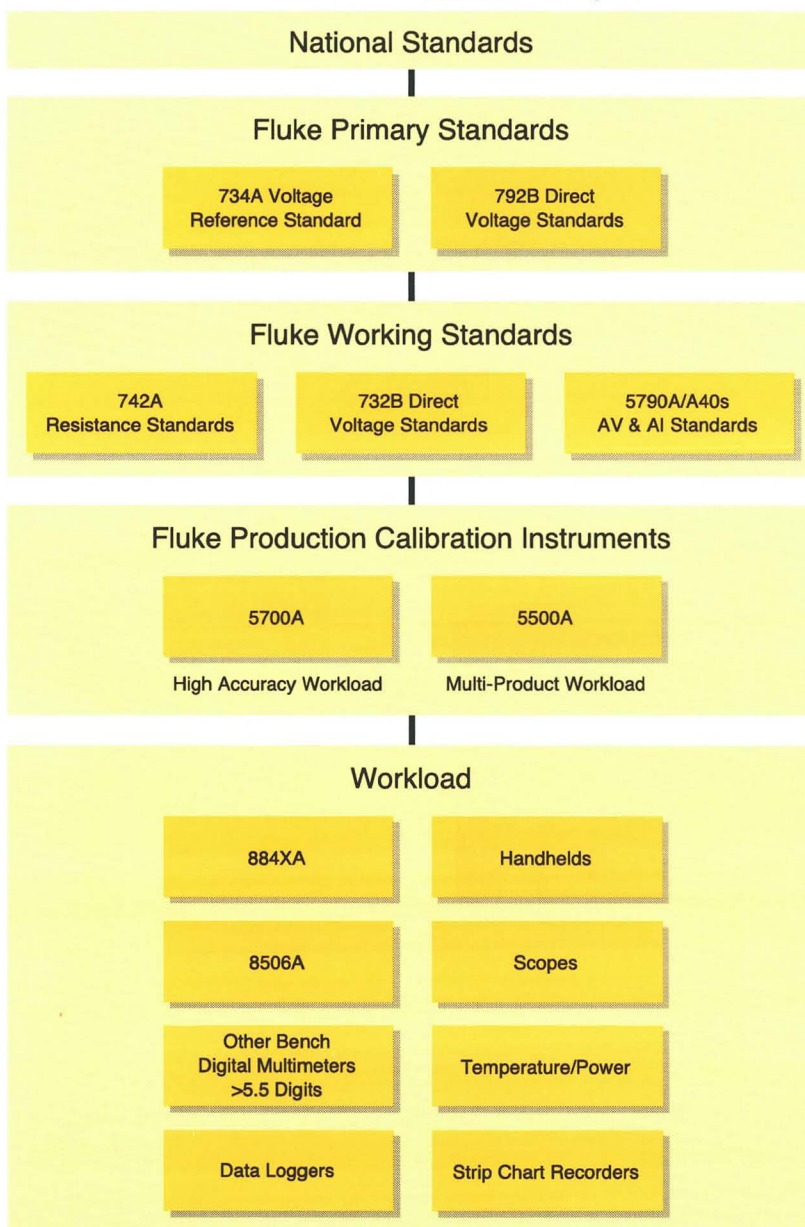 National Standards
Fluke Primary Standards
734A Voltage
Reference Standard
792B Direct
Voltage Standards
Fluke Working Standards
742A
Resistance Standards
732B Direct
Voltage Standards
5790A/A40s
AV & AI Standards
Fluke Production Calibration Instruments
5700A
5500A
High Accuracy Workload
Multi-Product Workload
Workload
884XA
Handhelds
8506A
Scopes
Other Bench
Digital Multimeters
>5.5 Digits
Temperature/Power
Data Loggers
Strip Chart Recorders